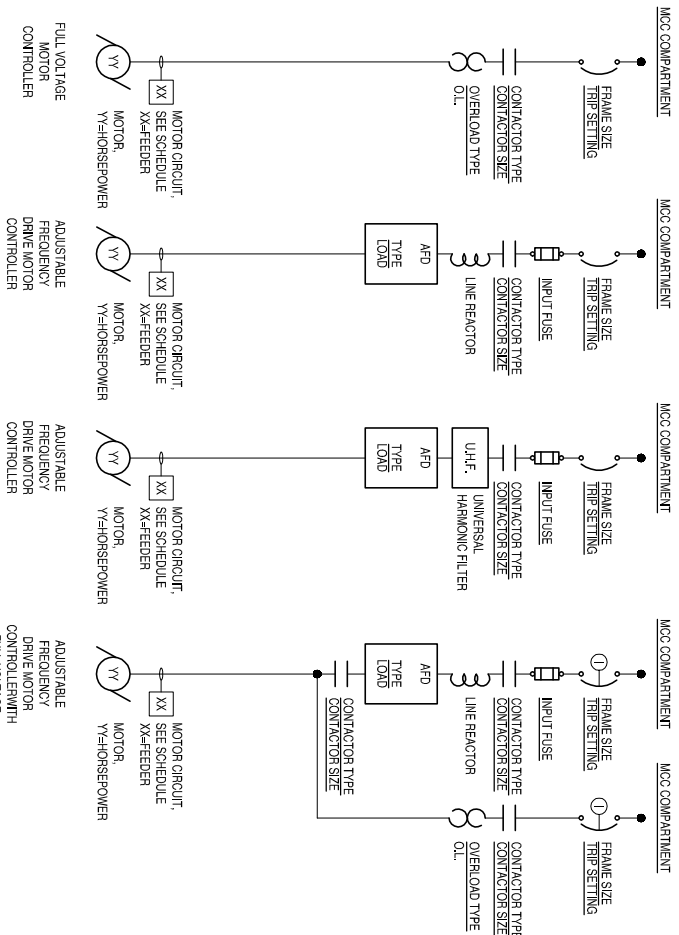 MCC COMPARTMENT
FRAME SIZE
TRIP SETTING
CONTACTOR TYPE
CONTACTOR SIZE
OVERLOAD TYPE
O.L.
XX
MOTOR CIRCUIT,
SEE SCHEDULE
XX=FEEDER
YY
MOTOR,
YY=HORSEPOWER
FULL VOLTAGE
MOTOR
CONTROLLER
MCC COMPARTMENT
FRAME SIZE
TRIP SETTING
INPUT FUSE
CONTACTOR TYPE
CONTACTOR SIZE
LINE REACTOR
AFD
TYPE
LOAD
XX
MOTOR CIRCUIT,
SEE SCHEDULE
XX=FEEDER
YY
MOTOR,
YY=HORSEPOWER
ADJUSTABLE
FREQUENCY
DRIVE MOTOR
CONTROLLER
MCC COMPARTMENT
FRAME SIZE
TRIP SETTING
INPUT FUSE
CONTACTOR TYPE
CONTACTOR SIZE
U.H.F.
UNIVERSAL
HARMONIC FILTER
AFD
TYPE
LOAD
XX
MOTOR CIRCUIT,
SEE SCHEDULE
XX=FEEDER
YY
MOTOR,
YY=HORSEPOWER
ADJUSTABLE
FREQUENCY
DRIVE MOTOR
CONTROLLER
MCC COMPARTMENT
I
FRAME SIZE
TRIP SETTING
INPUT FUSE
CONTACTOR TYPE
CONTACTOR SIZE
LINE REACTOR
AFD
TYPE
LOAD
CONTACTOR TYPE
CONTACTOR SIZE
XX
MOTOR CIRCUIT,
SEE SCHEDULE
XX=FEEDER
YY
MOTOR,
YY=HORSEPOWER
ADJUSTABLE
FREQUENCY
DRIVE MOTOR
CONTROLLERWITH
MCC COMPARTMENT
I
FRAME SIZE
TRIP SETTING
CONTACTOR TYPE
CONTACTOR SIZE
OVERLOAD TYPE
O.L.